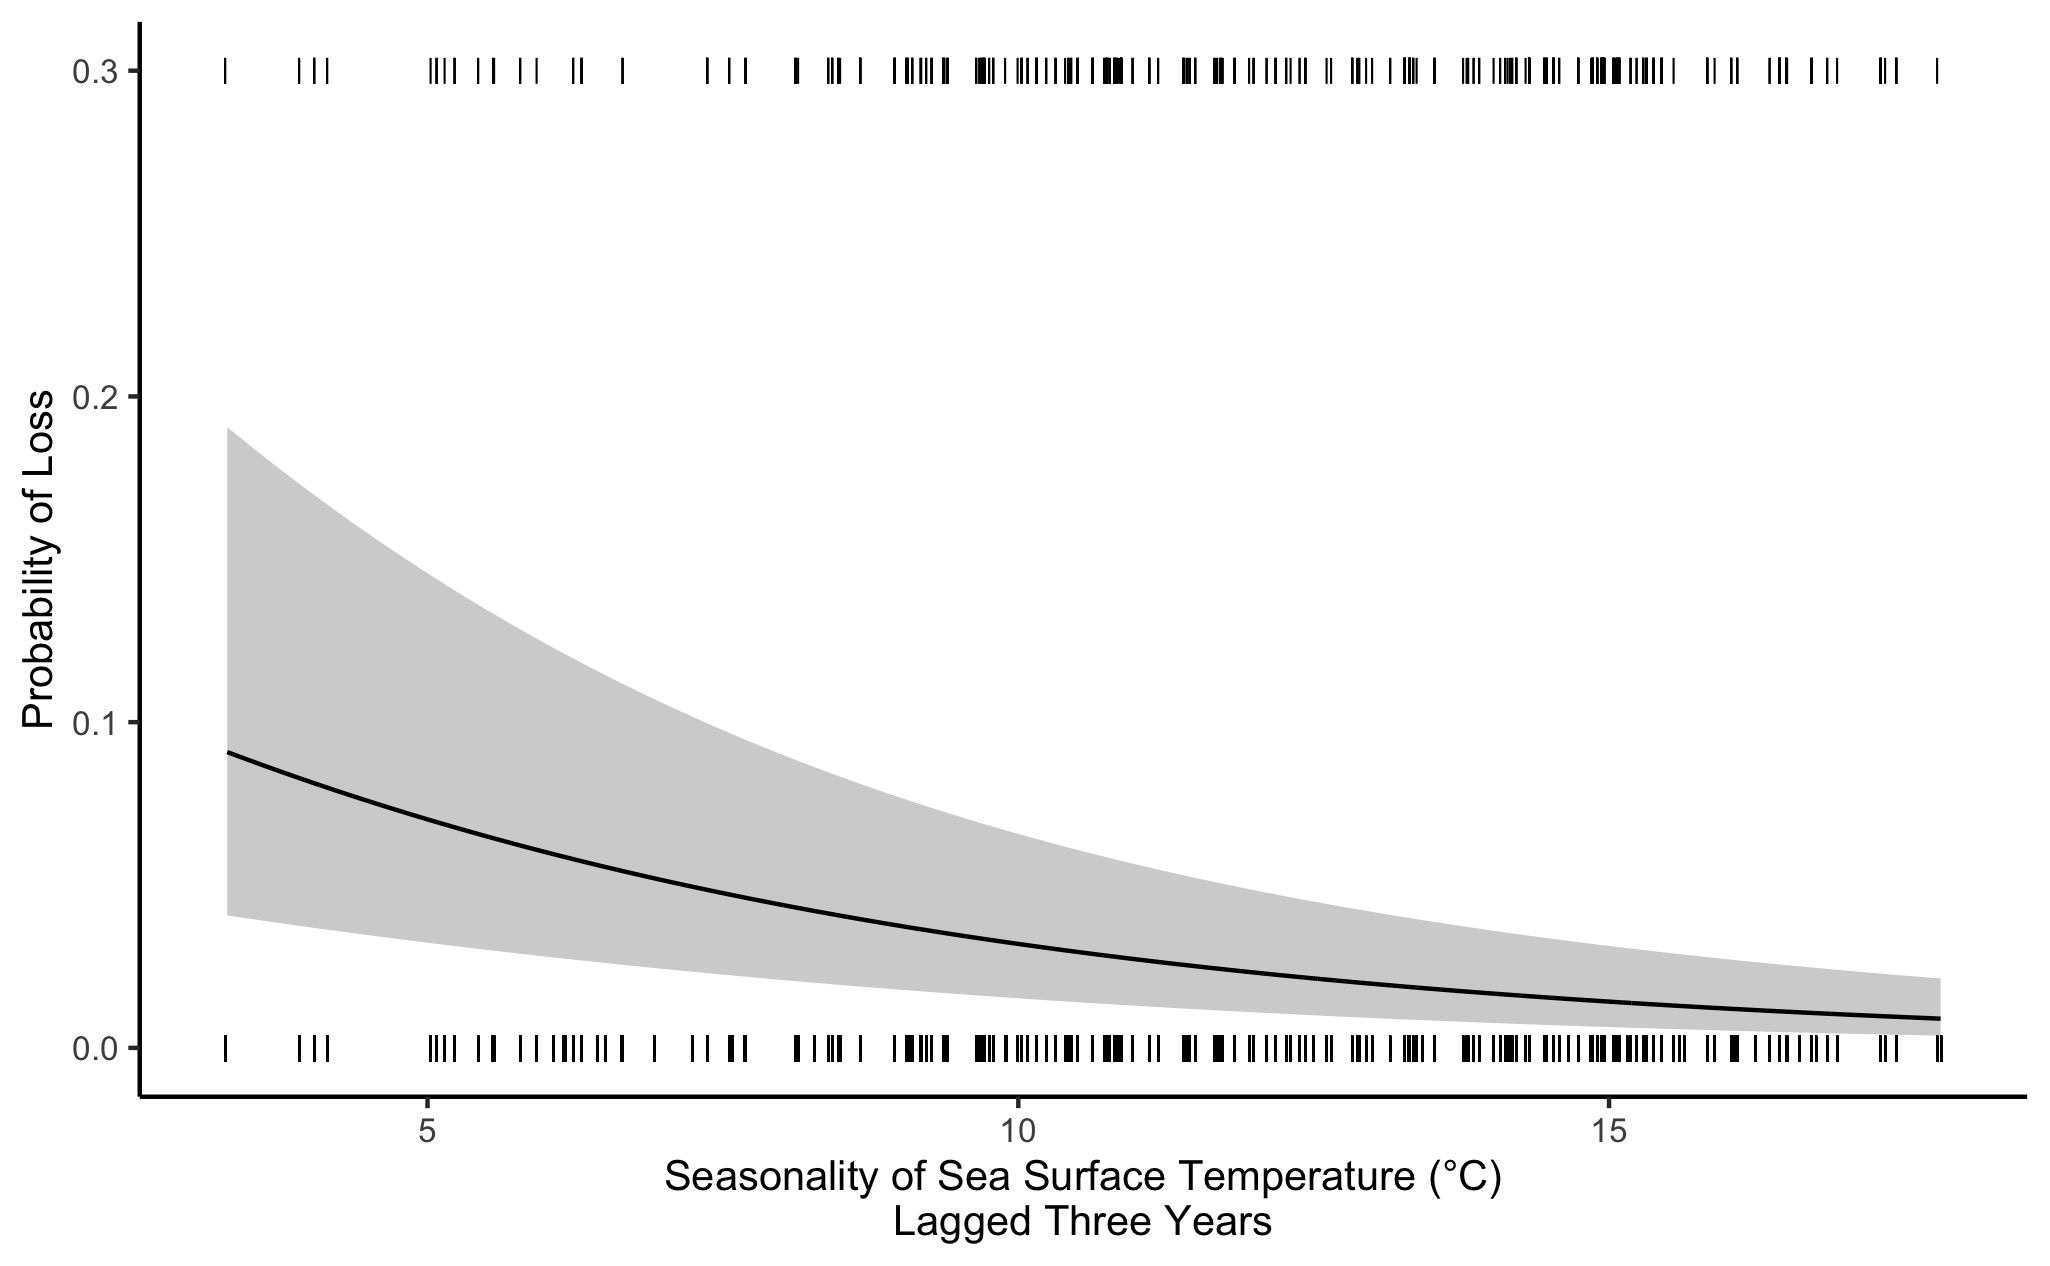 0.3
0.2
0.1
0.0
Probability of Loss
5 10 15
Seasonality of Sea Surface Temperature (°C)
Lagged Three Years